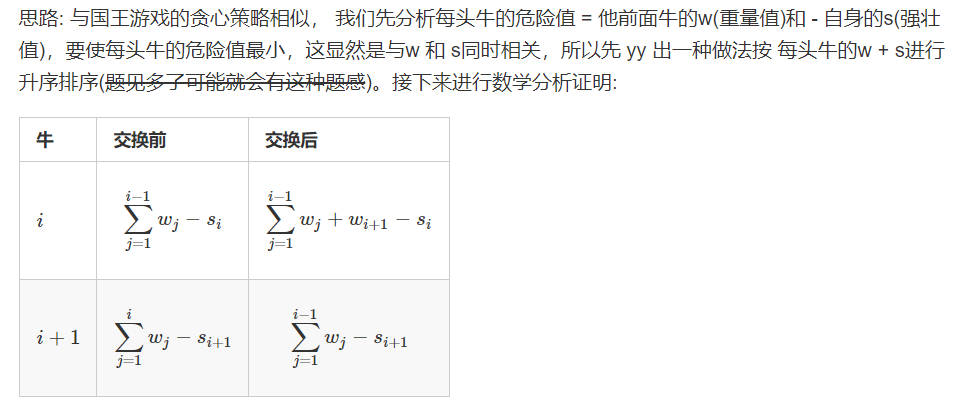 思路: 与国王游戏的贪心策略相似， 我们先分析每头牛的危险值 = 他前面牛的w(重量值)和 - 自身的s(强壮
值)，要使每头牛的危险值最小，这显然是与w 和 s同时相关，所以先 yy 出一种做法按 每头牛的w + s进行
升序排序(题见多了可能就会有这种题感)。接下来进行数学分析证明:
牛 交换前 交换后
i \sum_{j=1}^{i-1} w_j - s_i \sum_{j=1}^{i-1} w_j + w_{i+1} - s_i
i + 1 \sum_{j=1}^{i} w_j - s_{i+1} \sum_{j=1}^{i-1} w_j - s_{i+1}